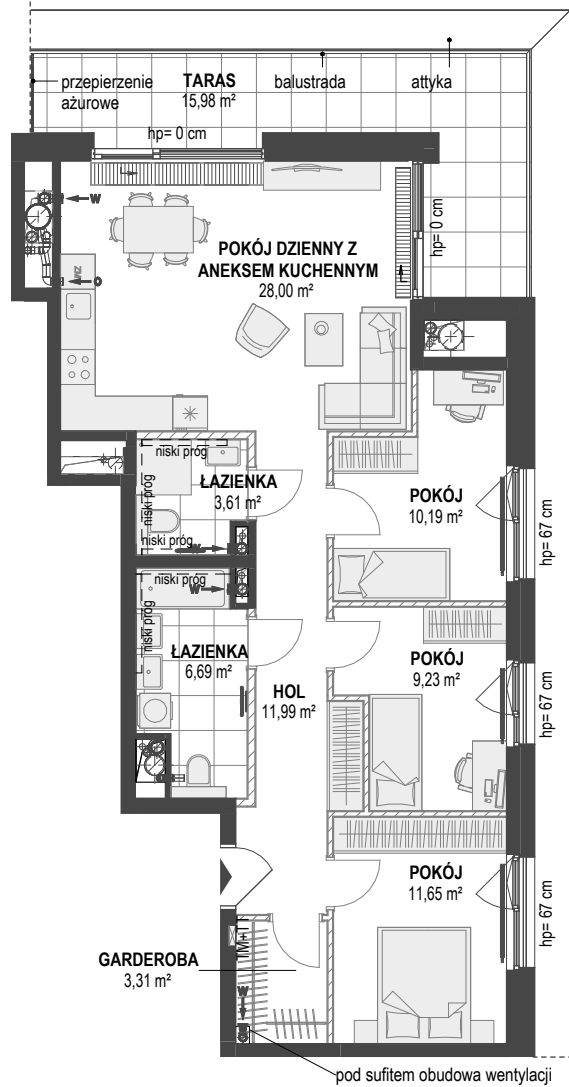 przepierzenie
ażurowe
TARAS
15,98 m²
balustrada
attyka
hp= 0 cm
W
hp= 0 cm
POKÓJ DZIENNY Z
ANEKSEM KUCHENNYM
28,00 m²
ZM
O
niski próg
niski próg
ŁAZIENKA
3,61 m²
niski próg
W
POKÓJ
10,19 m²
hp= 67 cm
niski próg
W
niski próg
ŁAZIENKA
6,69 m²
HOL
11,99 m²
POKÓJ
9,23 m²
hp= 67 cm
POKÓJ
11,65 m²
hp= 67 cm
TM+TT
GARDEROBA
3,31 m²
W
pod sufitem obudowa wentylacji